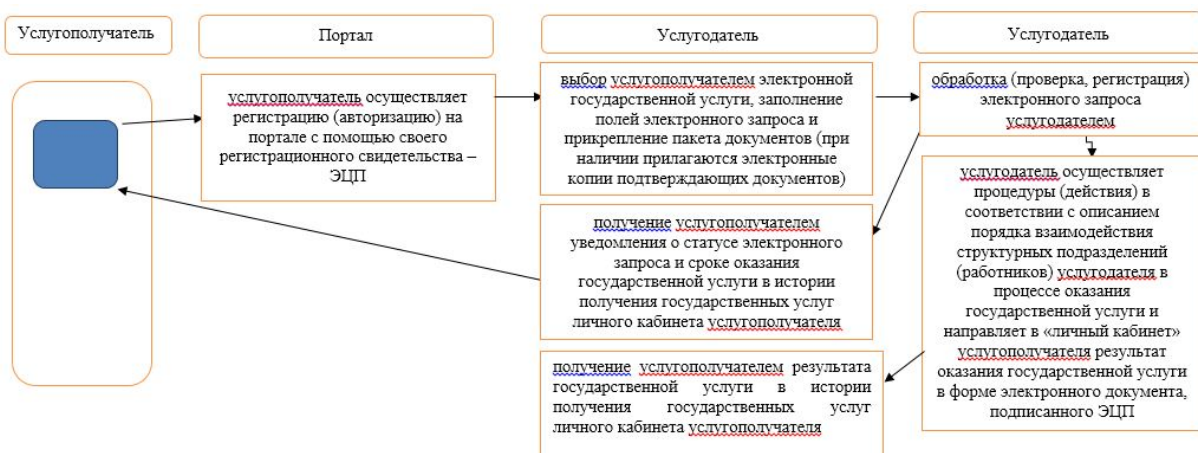 Услугополучатель
Портал
Услугодатель
Услугодатель
услугополучатель осуществляет
регистрацию (авторизацию) на
портале с помощью своего
регистрационного свидетельства –
ЭЦП
выбор услугополучателем электронной
государственной услуги, заполнение
полей электронного запроса и
прикрепление пакета документов (при
наличии прилагаются электронные
копии подтверждающих документов)
обработка (проверка, регистрация)
электронного запроса
услугодателем
получение услугополучателем
уведомления о статусе электронного
запроса и сроке оказания
государственной услуги в истории
получения государственных услуг
личного кабинета услугополучателя
услугодатель осуществляет
процедуры (действия) в
соответствии с описанием
порядка взаимодействия
структурных подразделений
(работников) услугодателя в
процессе оказания
государственной услуги и
направляет в «личный кабинет»
услугополучателя результат
оказания государственной услуги
в форме электронного документа,
подписанного ЭЦП
получение услугополучателем результата
государственной услуги в истории
получения государственных услуг
личного кабинета услугополучателя